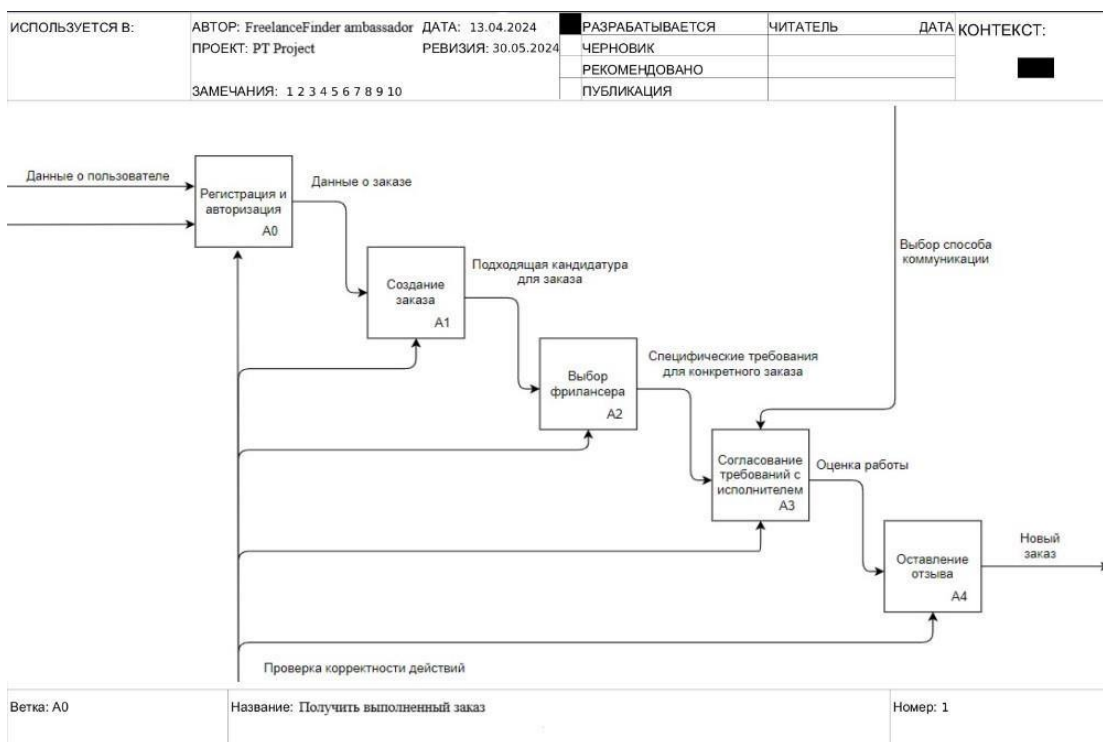 ИСПОЛЬЗУЕТСЯ В:
АВТОР: FreelanceFinder ambassador
ДАТА: 13.04.2024
ПРОЕКТ: PT Project
РЕВИЗИЯ: 30.05.2024
ЗАМЕЧАНИЯ: 1 2 3 4 5 6 7 8 9 10
РАЗРАБАТЫВАЕТСЯ
ЧЕРНОВИК
РЕКОМЕНДОВАНО
ПУБЛИКАЦИЯ
ЧИТАТЕЛЬ
ДАТА
КОНТЕКСТ:
Данные о пользователе
Регистрация и
авторизация
A0
Данные о заказе
Создание
заказа
A1
Подходящая кандидатура
для заказа
Выбор
фрилансера
A2
Специфические требования
для конкретного заказа
Выбор способа
коммуникации
Согласование
требований с
исполнителем
A3
Оценка работы
Оставление
отзыва
A4
Новый
заказ
Проверка корректности действий
Ветка: A0
Название: Получить выполненный заказ
Номер: 1